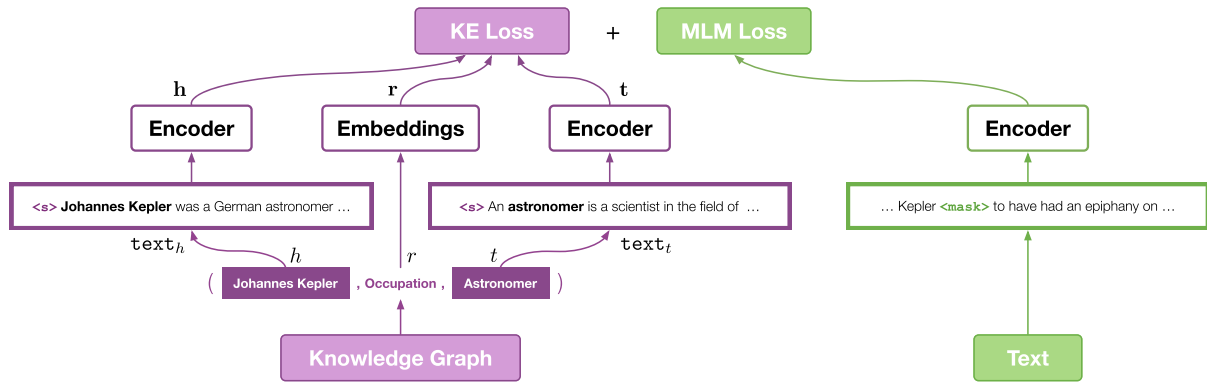 KE Loss + MLM Loss
h r t
Encoder Embeddings Encoder Encoder
<s> Johannes Kepler was a German astronomer ... <s> An astronomer is a scientist in the field of ... ... Kepler <mask> to have had an epiphany on ...
text_h h r t text_t
( Johannes Kepler , Occupation , Astronomer )
Knowledge Graph Text